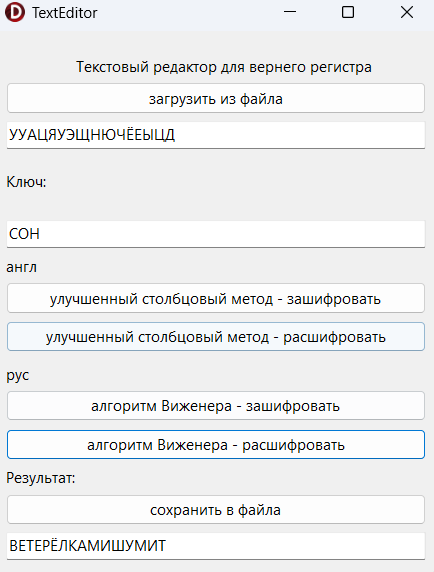 TextEditor
Текстовый редактор для вернего регистра
загрузить из файла
УУАЦЯУЭЩНЮЧЁЕЫЦД
Ключ:
СОН
англ
улучшенный столбцовый метод - зашифровать
улучшенный столбцовый метод - расшифровать
рус
алгоритм Виженера - зашифровать
алгоритм Виженера - расшифровать
Результат:
сохранить в файла
ВЕТЕРЁЛКАМИШУМИТ